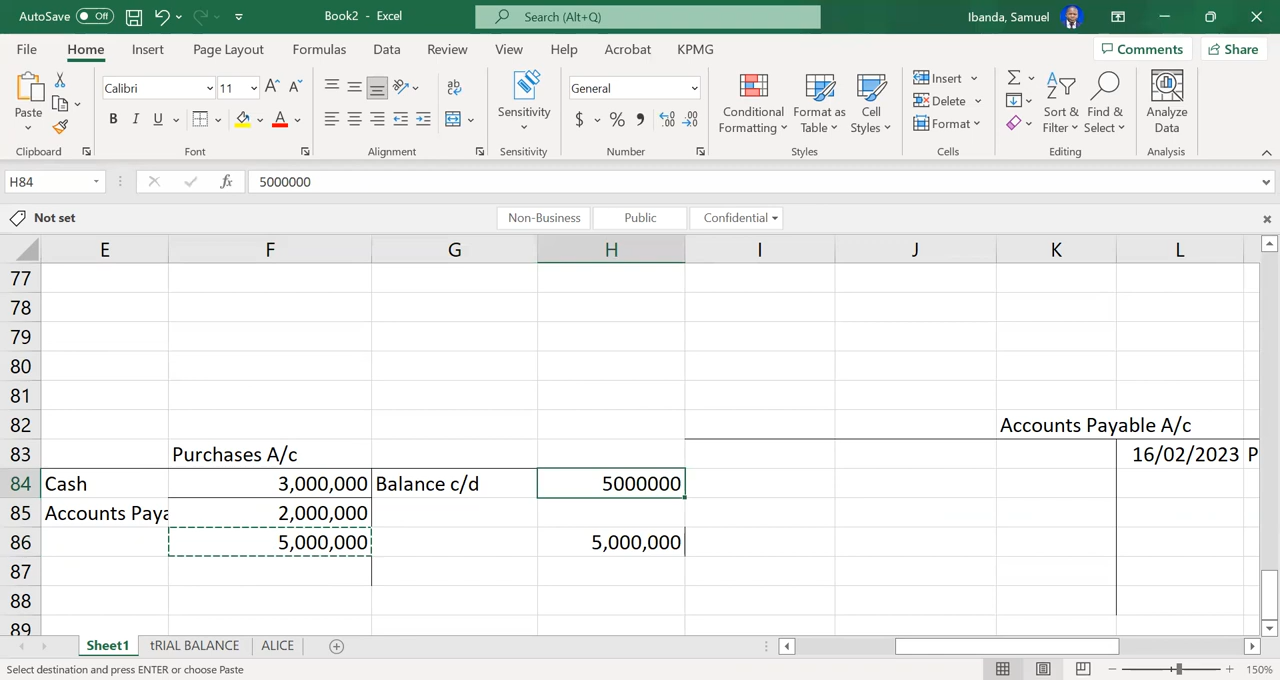 AutoSave Off Book2 - Excel Search (Alt+Q) Ibanda, Samuel
File Home Insert Page Layout Formulas Data Review View Help Acrobat KPMG Comments Share
Paste Calibri 11 General Sensitivity Conditional Formatting Format as Table Cell Styles Insert Delete Format Sort & Filter Find & Select Analyze Data
Clipboard Font Alignment Sensitivity Number Styles Cells Editing Analysis
H84 fx 5000000
Not set Non-Business Public Confidential
E F G H I J K L
77
78
79
80
81
82 Accounts Payable A/c
83 Purchases A/c 16/02/2023 P
84 Cash 3,000,000 Balance c/d 5000000
85 Accounts Paya 2,000,000
86 5,000,000 5,000,000
87
88
89
Sheet1 tRIAL BALANCE ALICE
Select destination and press ENTER or choose Paste 150%